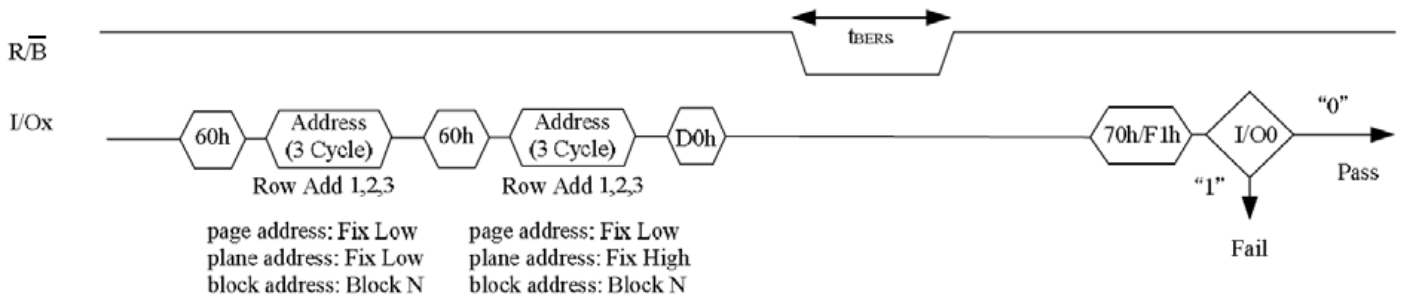 R/B
tBERS
I/Ox
60h
Address
(3 Cycle)
60h
Address
(3 Cycle)
D0h
70h/F1h
I/O0
“0”
Pass
“1”
Fail
Row Add 1,2,3
Row Add 1,2,3
page address: Fix Low
plane address: Fix Low
block address: Block N
page address: Fix Low
plane address: Fix High
block address: Block N